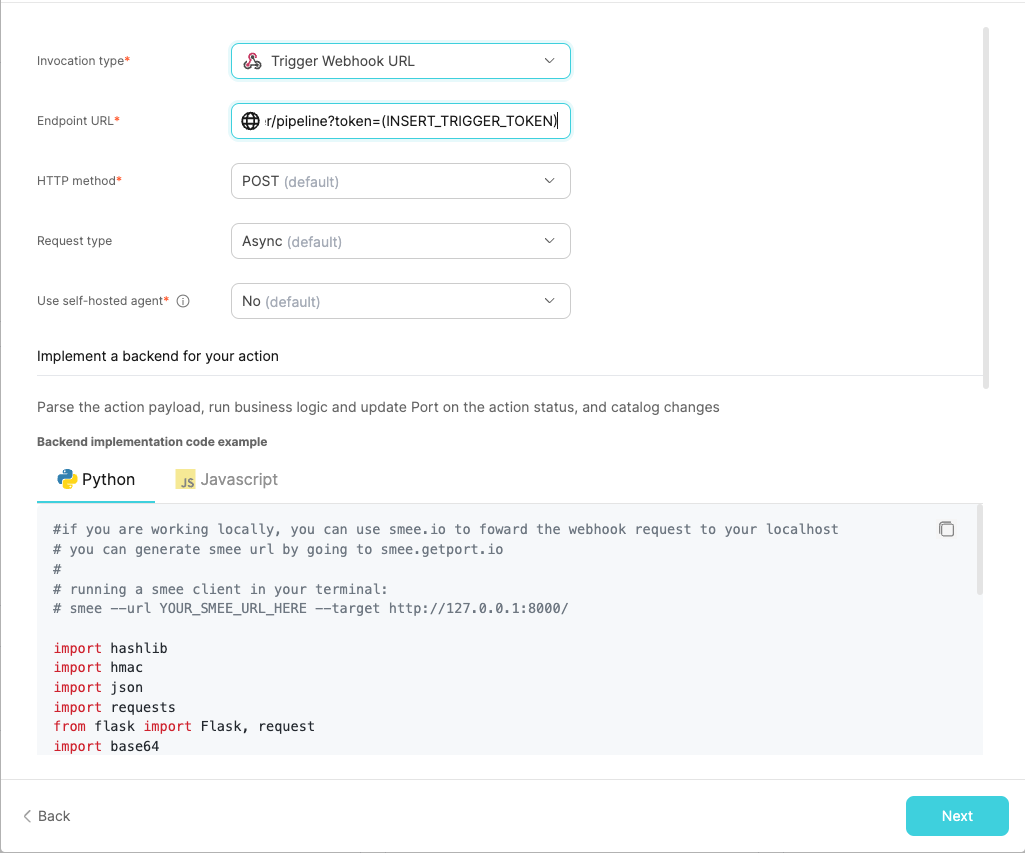 Invocation type* Trigger Webhook URL
Endpoint URL* r/pipeline?token=(INSERT_TRIGGER_TOKEN)
HTTP method* POST (default)
Request type Async (default)
Use self-hosted agent* No (default)
Implement a backend for your action
Parse the action payload, run business logic and update Port on the action status, and catalog changes
Backend implementation code example
Python JS Javascript
#if you are working locally, you can use smee.io to foward the webhook request to your localhost
# you can generate smee url by going to smee.getport.io
#
# running a smee client in your terminal:
# smee --url YOUR_SMEE_URL_HERE --target http://127.0.0.1:8000/
import hashlib
import hmac
import json
import requests
from flask import Flask, request
import base64
Back Next